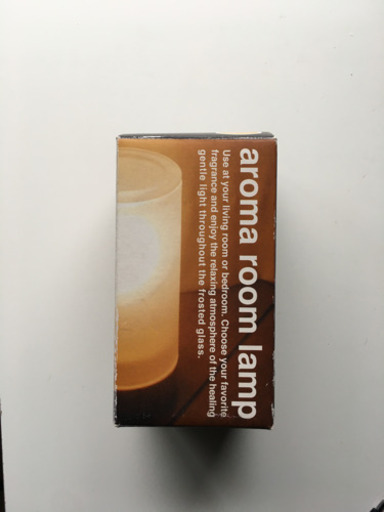 aroma room lamp
Use at your living room or bedroom. Choose your favorite
fragrance and enjoy the relaxing atmosphere of the healing
gentle light throughout the frosted glass.